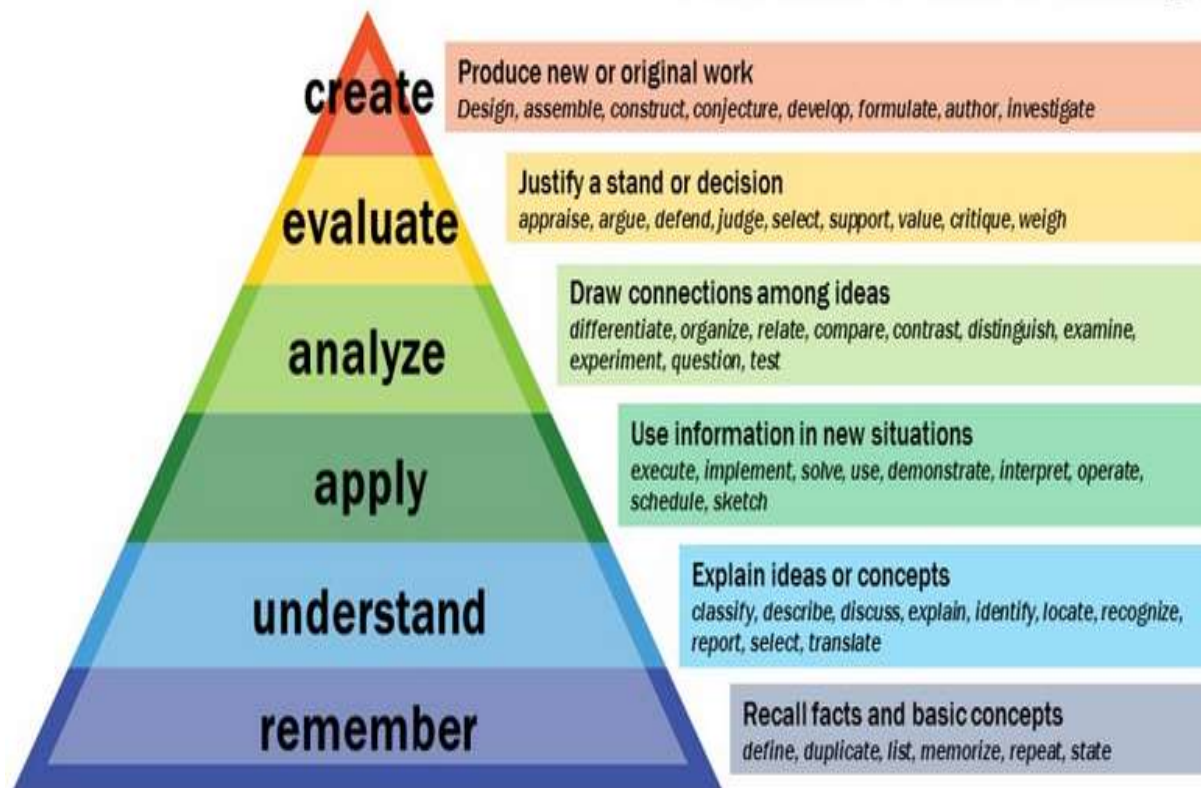 create
Produce new or original work
Design, assemble, construct, conjecture, develop, formulate, author, investigate
evaluate
Justify a stand or decision
appraise, argue, defend, judge, select, support, value, critique, weigh
analyze
Draw connections among ideas
differentiate, organize, relate, compare, contrast, distinguish, examine,
experiment, question, test
apply
Use information in new situations
execute, implement, solve, use, demonstrate, interpret, operate,
schedule, sketch
understand
Explain ideas or concepts
classify, describe, discuss, explain, identify, locate, recognize,
report, select, translate
remember
Recall facts and basic concepts
define, duplicate, list, memorize, repeat, state